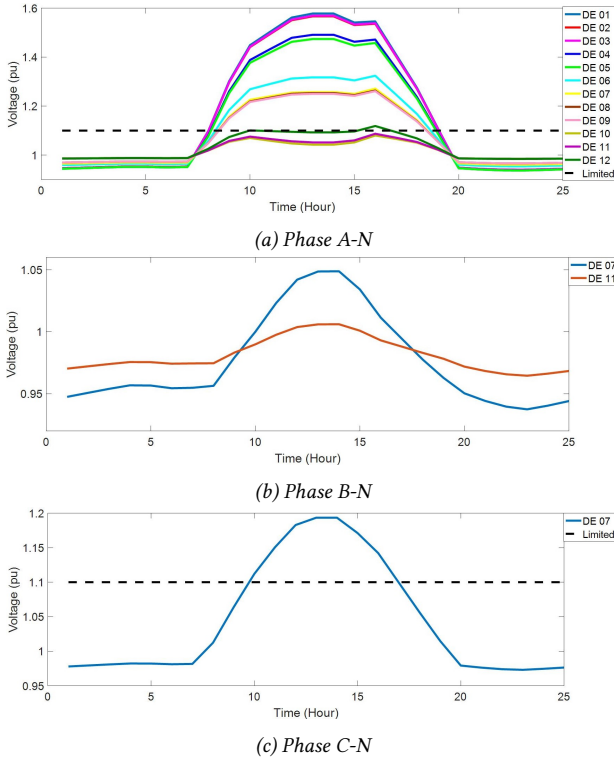 1.6
1.4
1.2
1
Voltage (pu)
0 5 10 15 20 25
Time (Hour)
DE 01
DE 02
DE 03
DE 04
DE 05
DE 06
DE 07
DE 08
DE 09
DE 10
DE 11
DE 12
Limited
(a) Phase A-N
1.05
1
0.95
Voltage (pu)
0 5 10 15 20 25
Time (Hour)
DE 07
DE 11
(b) Phase B-N
1.2
1.15
1.1
1.05
1
0.95
Voltage (pu)
0 5 10 15 20 25
Time (Hour)
DE 07
Limited
(c) Phase C-N